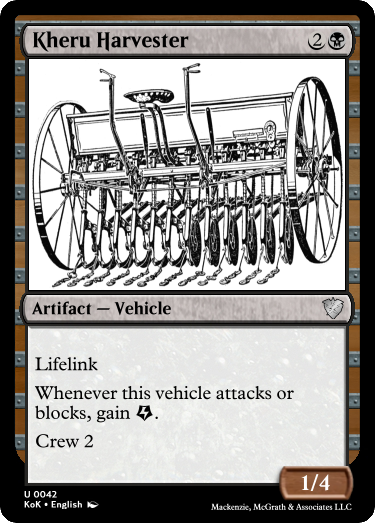 Kheru Harvester 2
Artifact — Vehicle
Lifelink
Whenever this vehicle attacks or
blocks, gain .
Crew 2
1/4
U 0042
KoK • English
Mackenzie, McGrath & Associates LLC